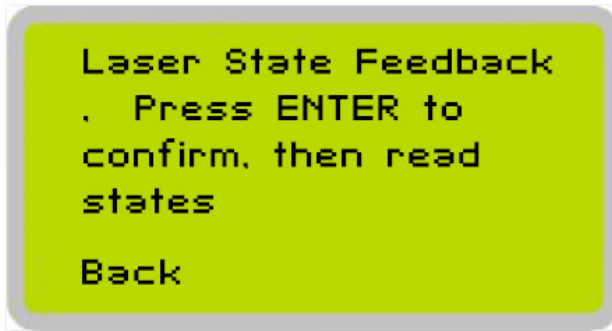 Laser State Feedback
. Press ENTER to
confirm, then read
states
Back